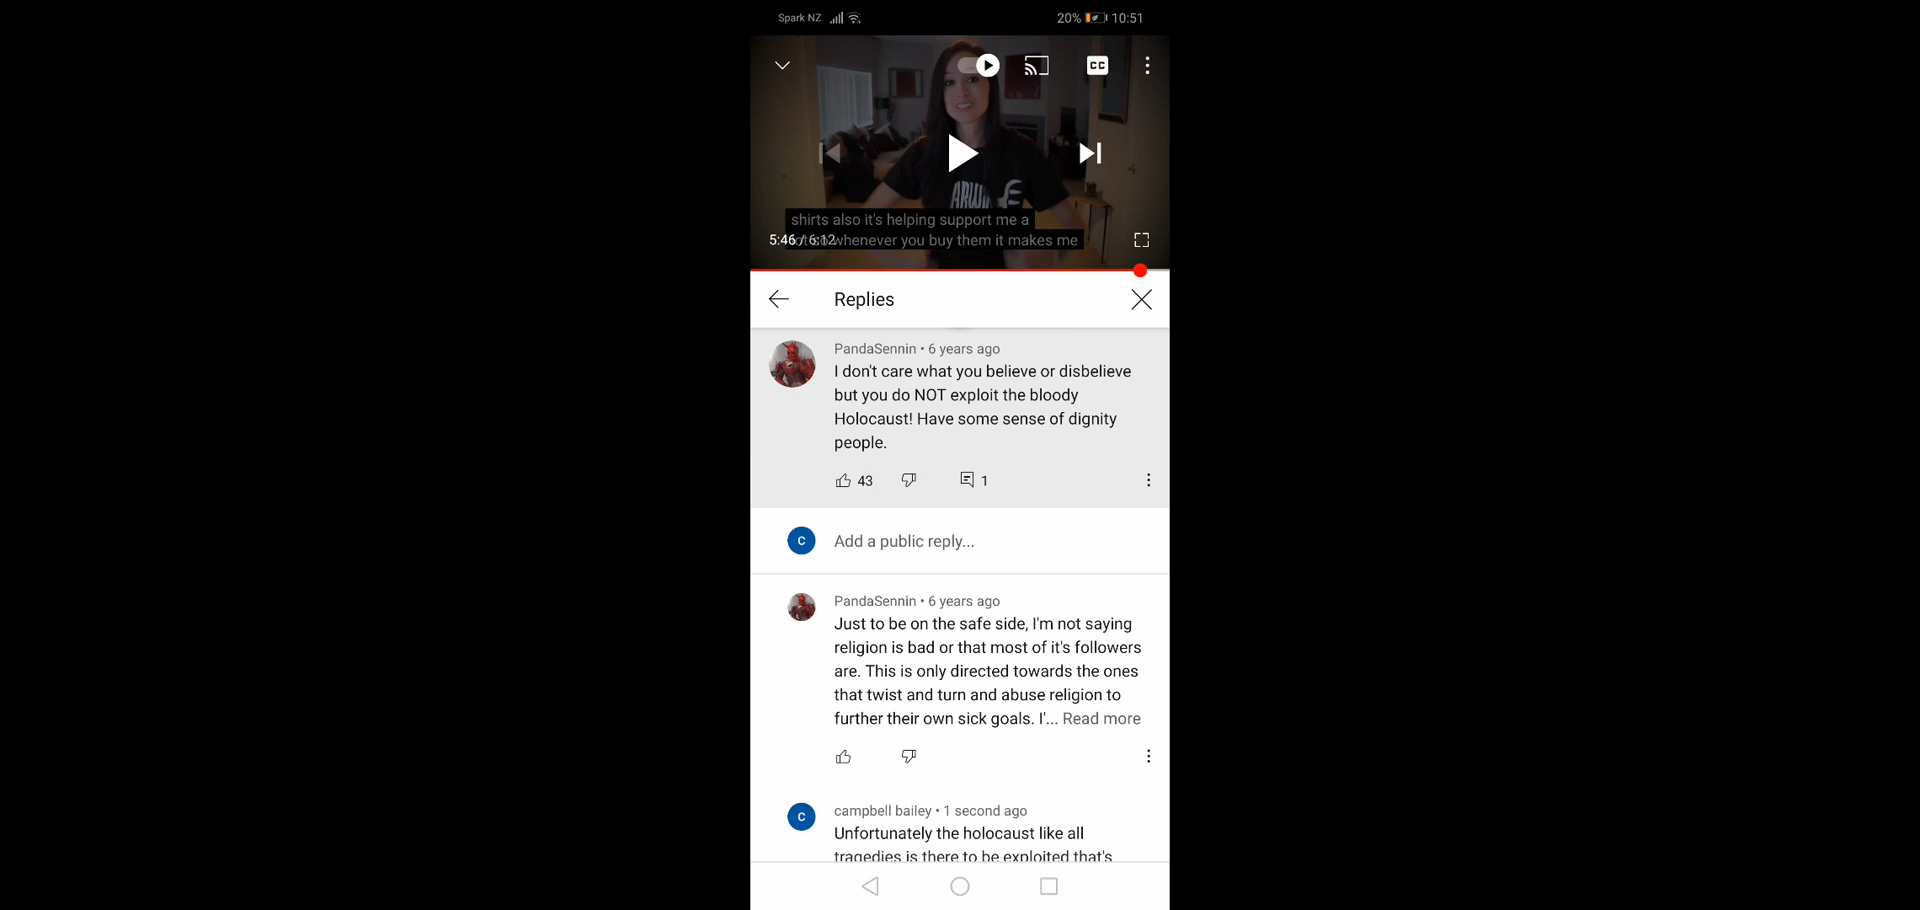 Spark NZ
20% 10:51
CC
shirts also it's helping support me a
so whenever you buy them it makes me
5:46 / 6:12
Replies
PandaSennin • 6 years ago
I don't care what you believe or disbelieve
but you do NOT exploit the bloody
Holocaust! Have some sense of dignity
people.
43
1
C
Add a public reply...
PandaSennin • 6 years ago
Just to be on the safe side, I'm not saying
religion is bad or that most of it's followers
are. This is only directed towards the ones
that twist and turn and abuse religion to
further their own sick goals. I'... Read more
C
campbell bailey • 1 second ago
Unfortunately the holocaust like all
tragedies is there to be exploited that's